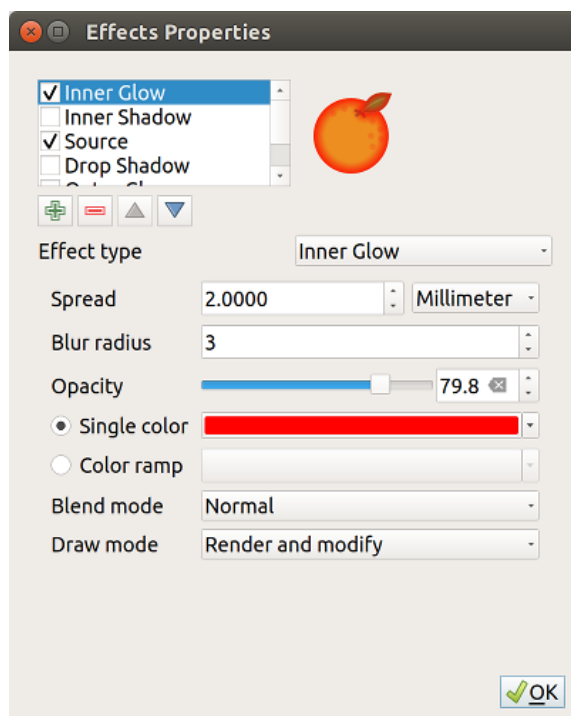 Effects Properties
Inner Glow
Inner Shadow
Source
Drop Shadow
Effect type Inner Glow
Spread 2.0000 Millimeter
Blur radius 3
Opacity 79.8
Single color
Color ramp
Blend mode Normal
Draw mode Render and modify
OK